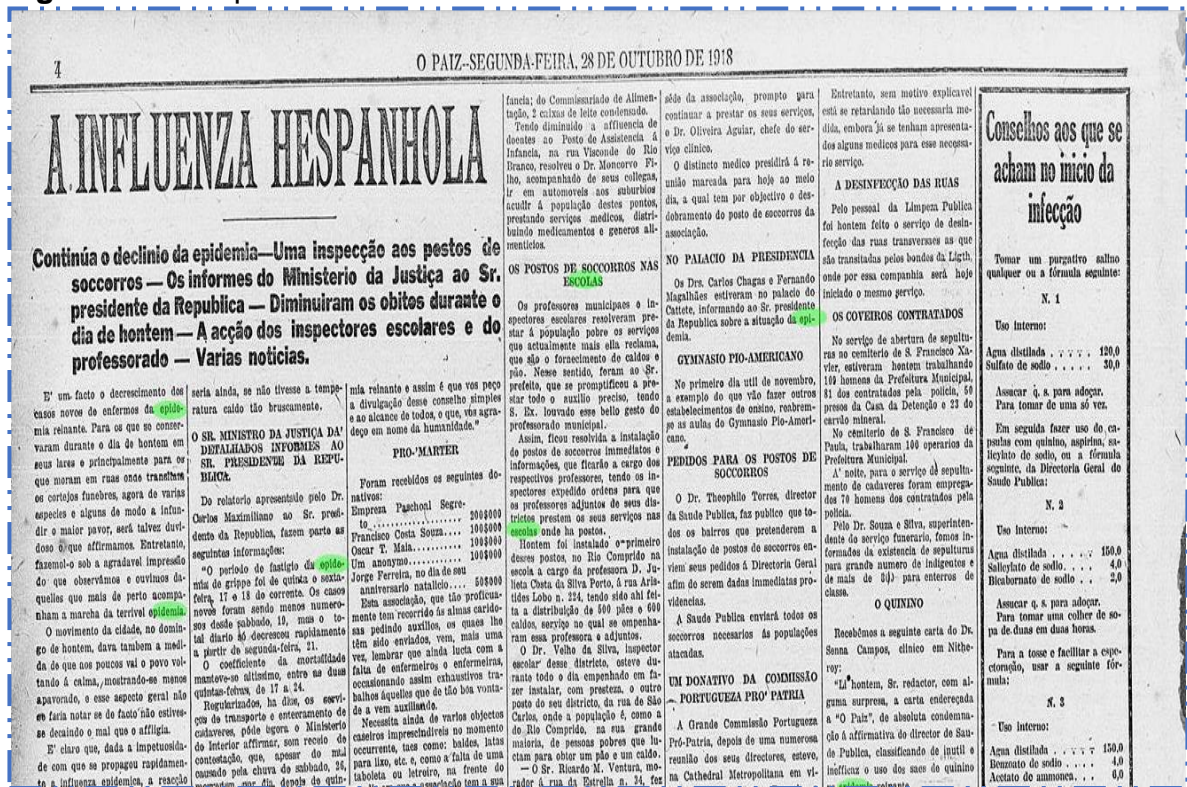 4
O PAIZ--SEGUNDA-FEIRA, 28 DE OUTUBRO DE 1918
A INFLUENZA HESPANHOLA
Continúa o declinio da epidemia—Uma inspecção aos postos de
soccorros — Os informes do Ministerio da Justiça ao Sr.
presidente da Republica — Diminuiram os obitos durante o
dia de hontem — A acção dos inspectores escolares e do
professorado — Varias noticias.
E' um facto o decrescimento dos
casos novos de enfermos da epide-
mia reinante. Para os que se conser-
varam durante o dia de hontem em
seus lares e principalmente para os
que moram em ruas onde transitam
os cortejos funebres, agora de varias
especies e alguns de modo a infun-
dir o maior pavor, será talvez duvi-
doso o que affirmamos. Entretanto,
fazemol-o sob a agradavel impressão
do que observámos e ouvimos da-
quelles que mais de perto acompa-
nham a marcha da terrivel epidemia.
O movimento da cidade, no domin-
go de hontem, dava tambem a medi-
da de que aos poucos vai o povo vol-
tando á calma, mostrando-se menos
apavorado, e esse aspecto geral não
se faria notar se de facto não estives-
se decaindo o mal que o affligia.
E' claro que, dada a impetuosida-
de com que se propagou rapidamen-
te a influenza epidemica, a reacção
seria ainda, se não tivesse a tempe-
ratura caido tão bruscamente.
O SR. MINISTRO DA JUSTIÇA DA'
DETALHADOS INFORMES AO
SR. PRESIDENTE DA REPU-
BLICA.
Do relatorio apresentado pelo Dr.
Carlos Maximiliano ao Sr. presi-
dente da Republica, fazem parte as
seguintes informações:
"O periodo de fastigio da epide-
mia de grippe foi de quinta o sexta-
feira, 17 e 18 do corrente. Os casos
novos foram sendo menos numero-
sos desde sabbado, 19, mas o to-
tal diario só decresceu rapidamente
a partir de segunda-feira, 21.
O coefficiente da mortalidade
manteve-se altissimo, entre as duas
quintas-feiras, de 17 a 24.
Regularizados, ha dias, os servi-
ços de transporte e enterramento de
cadaveres, póde agora o Ministerio
do Interior affirmar, sem receio de
contestação, que, apesar do mal
causado pela chuva de sabbado, 26,
morreram, por dia, depois de quin-
mia reinante e assim é que vos peço
a divulgação desse conselho simples
e ao alcance de todos, o que, vos agra-
deço em nome da humanidade."
PRO-'MARTER
Foram recebidos os seguintes do-
nativos:
Empreza Paschoal Segre-
to.................. 200$000
Francisco Costa Souza.... 100$000
Oscar T. Maia.......... 100$000
Um anonymo.......... 100$000
Jorge Ferreira, no dia de seu
anniversario natalicio.... 50$000
Esta associação, que tão proficua-
mente tem recorrido ás almas carido-
sas pedindo auxilios, os quaes lhe
têm sido enviados, vem, mais uma
vez, lembrar que ainda lucta com a
falta de enfermeiros e enfermeiras,
occasionando assim exhaustivos tra-
balhos áquelles que de tão boa vonta-
de a vem auxiliando.
Necessita ainda de varios objectos
caseiros imprescindiveis no momento
occurrente, taes como: baldes, latas
para lixo, etc. e, como a falta de uma
taboleta ou letreiro, na frente do
fancia; do Commissariado de Alimen-
tação, 2 caixas de leite condensado.
Tendo diminuido a affluencia de
doentes ao Posto de Assistencia á
Infancia, na rua Visconde do Rio
Branco, resolveu o Dr. Moncorvo Fi-
lho, acompanhado de seus collegas,
ir em automoveis aos suburbios
acudir á população destes pontos,
prestando serviços medicos, distri-
buindo medicamentos e generos ali-
menticios.
OS POSTOS DE SOCCORROS NAS
ESCOLAS
Os professores municipaes e in-
spectores escolares resolveram pre-
star á população pobre os serviços
que actualmente mais ella reclama,
que são o fornecimento de caldos e
pão. Nesse sentido, foram ao Sr.
prefeito, que se promptificou a pre-
star todo o auxilio preciso, tendo
S. Ex. louvado esse bello gesto do
professorado municipal.
Assim, ficou resolvida a instalação
de postos de soccorros immediatos e
informações, que ficarão a cargo dos
respectivos professores, tendo os in-
spectores expedido ordens para que
os professores adjuntos de seus dis-
trictos prestem os seus serviços nas
escolas onde ha postos.
Hontem foi instalado o primeiro
desses postos, no Rio Comprido na
escola a cargo da professora D. Ju-
lieta Costa da Silva Porto, á rua Aris-
tides Lobo n. 224, tendo sido ahi fei-
ta a distribuição de 500 pães e 600
caldos, serviço no qual se empenha-
ram essa professora e adjuntos.
O Dr. Velho da Silva, inspector
escolar desse districto, esteve du-
rante todo o dia empenhado em fa-
zer instalar, com presteza, o outro
posto do seu districto, da rua de São
Carlos, onde a população é, como a
do Rio Comprido, na sua grande
maioria, de pessoas pobres que lu-
ctam para obter um pão e um caldo.
— O Sr. Ricardo M. Ventura, mo-
rador á rua da Estrella n. 34, fez
séde da associação, prompto para
continuar a prestar os seus serviços,
o Dr. Oliveira Aguiar, chefe do ser-
viço clinico.
O distincto medico presidirá á re-
união marcada para hoje ao meio
dia, a qual tem por objectivo o des-
dobramento do posto de soccorros da
associação.
NO PALACIO DA PRESIDENCIA
Os Drs. Carlos Chagas e Fernando
Magalhães estiveram no palacio do
Cattete, informando ao Sr. presidente
da Republica sobre a situação da epi-
demia.
GYMNASIO PIO-AMERICANO
No primeiro dia util de novembro,
a exemplo do que vão fazer outros
estabelecimentos de ensino, reabrem-
se as aulas do Gymnasio Pio-Ameri-
cano.
PEDIDOS PARA OS POSTOS DE
SOCCORROS
O Dr. Theophilo Torres, director
da Saude Publica, faz publico que to-
dos os bairros que pretenderem a
instalação de postos de soccorros en-
viem seus pedidos á Directoria Geral
afim de serem dadas immediatas pro-
videncias.
A Saude Publica enviará todos os
soccorros necesarios ás populações
atacadas.
UM DONATIVO DA COMMISSÃO
PORTUGUEZA PRO' PATRIA
A Grande Commissão Portugueza
Pró-Patria, depois de uma numerosa
reunião dos seus directores, esteve,
na Cathedral Metropolitana em vi-
Entretanto, sem motivo explicavel
está se retardando tão necessaria me-
dida, embora já se tenham apresenta-
dos alguns medicos para esse necessa-
rio serviço.
A DESINFECÇÃO DAS RUAS
Pelo pessoal da Limpeza Publica
foi hontem feito o serviço de desin-
fecção das ruas transversaes as que
são transitadas pelos bondes da Ligth,
onde por essa companhia será hoje
iniciado o mesmo serviço.
OS COVEIROS CONTRATADOS
No serviço de abertura de sepultu-
ras no cemiterio de S. Francisco Xa-
vier, estiveram hontem trabalhando
109 homens da Prefeitura Municipal,
81 dos contratados pela policia, 50
presos da Casa da Detenção e 23 do
carvão mineral.
No cemiterio de S. Francisco de
Paula, trabalharam 100 operarios da
Prefeitura Municipal.
A' noite, para o serviço de sepulta-
mento de cadaveres foram emprega-
dos 70 homens dos contratados pela
policia.
Pelo Dr. Souza e Silva, superinten-
dente do serviço funerario, fomos in-
formados da existencia de sepulturas
para grande numero de indigentes e
de mais de para enterros de
classe.
O QUININO
Recebêmos a seguinte carta do Dr.
Senna Campos, clinico em Nithe-
roy:
"Li hontem, Sr. redactor, com al-
guma surpresa, a carta endereçada
a "O Paiz", de absoluta condemna-
ção á affirmativa do director de Sau-
de Publica, classificando de inutil e
inefficaz o uso dos saes de quinino
na epidemia reinante.
Conselhos aos que se
acham no inicio da
infecção
Tomar um purgativo salino
qualquer ou a fórmula seguinte:
N. 1
Uso interno:
Agua distilada . . . . . 120,0
Sulfato de sodio . . . . 30,0
Assucar q. s. para adoçar.
Para tomar de uma só vez.
Em seguida fazer uso de ca-
psulas com quinino, aspirina, sa-
licylato de sodio, ou a fórmula
seguinte, da Directoria Geral de
Saude Publica:
N. 2
Uso interno:
Agua distilada . . . . . 150,0
Salicylato de sodio. . . . 4,0
Bicabornato de sodio . . 2,0
Assucar q. s. para adoçar.
Para tomar uma colher de so-
pa de duas em duas horas.
Para a tosse e facilitar a expe-
ctoração, usar a seguinte fór-
mula:
N. 3
Uso interno:
Agua distilada . . . . . 150,0
Benzoato de sodio . . . 4,0
Acetato de ammonea. . . 6,0